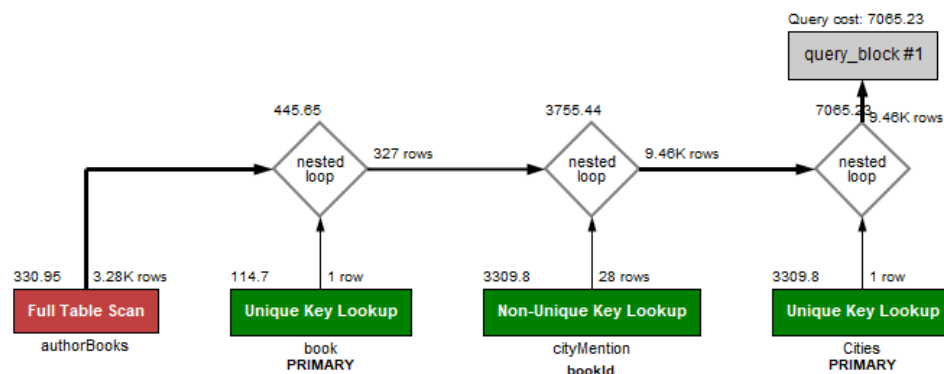 Query cost: 7065.23
query_block #1
445.65
3755.44
7065.23
9.46K rows
nested
loop
327 rows
nested
loop
9.46K rows
nested
loop
330.95
3.28K rows
114.7
1 row
3309.8
28 rows
3309.8
1 row
Full Table Scan
Unique Key Lookup
Non-Unique Key Lookup
Unique Key Lookup
authorBooks
book
cityMention
Cities
PRIMARY
bookId
PRIMARY